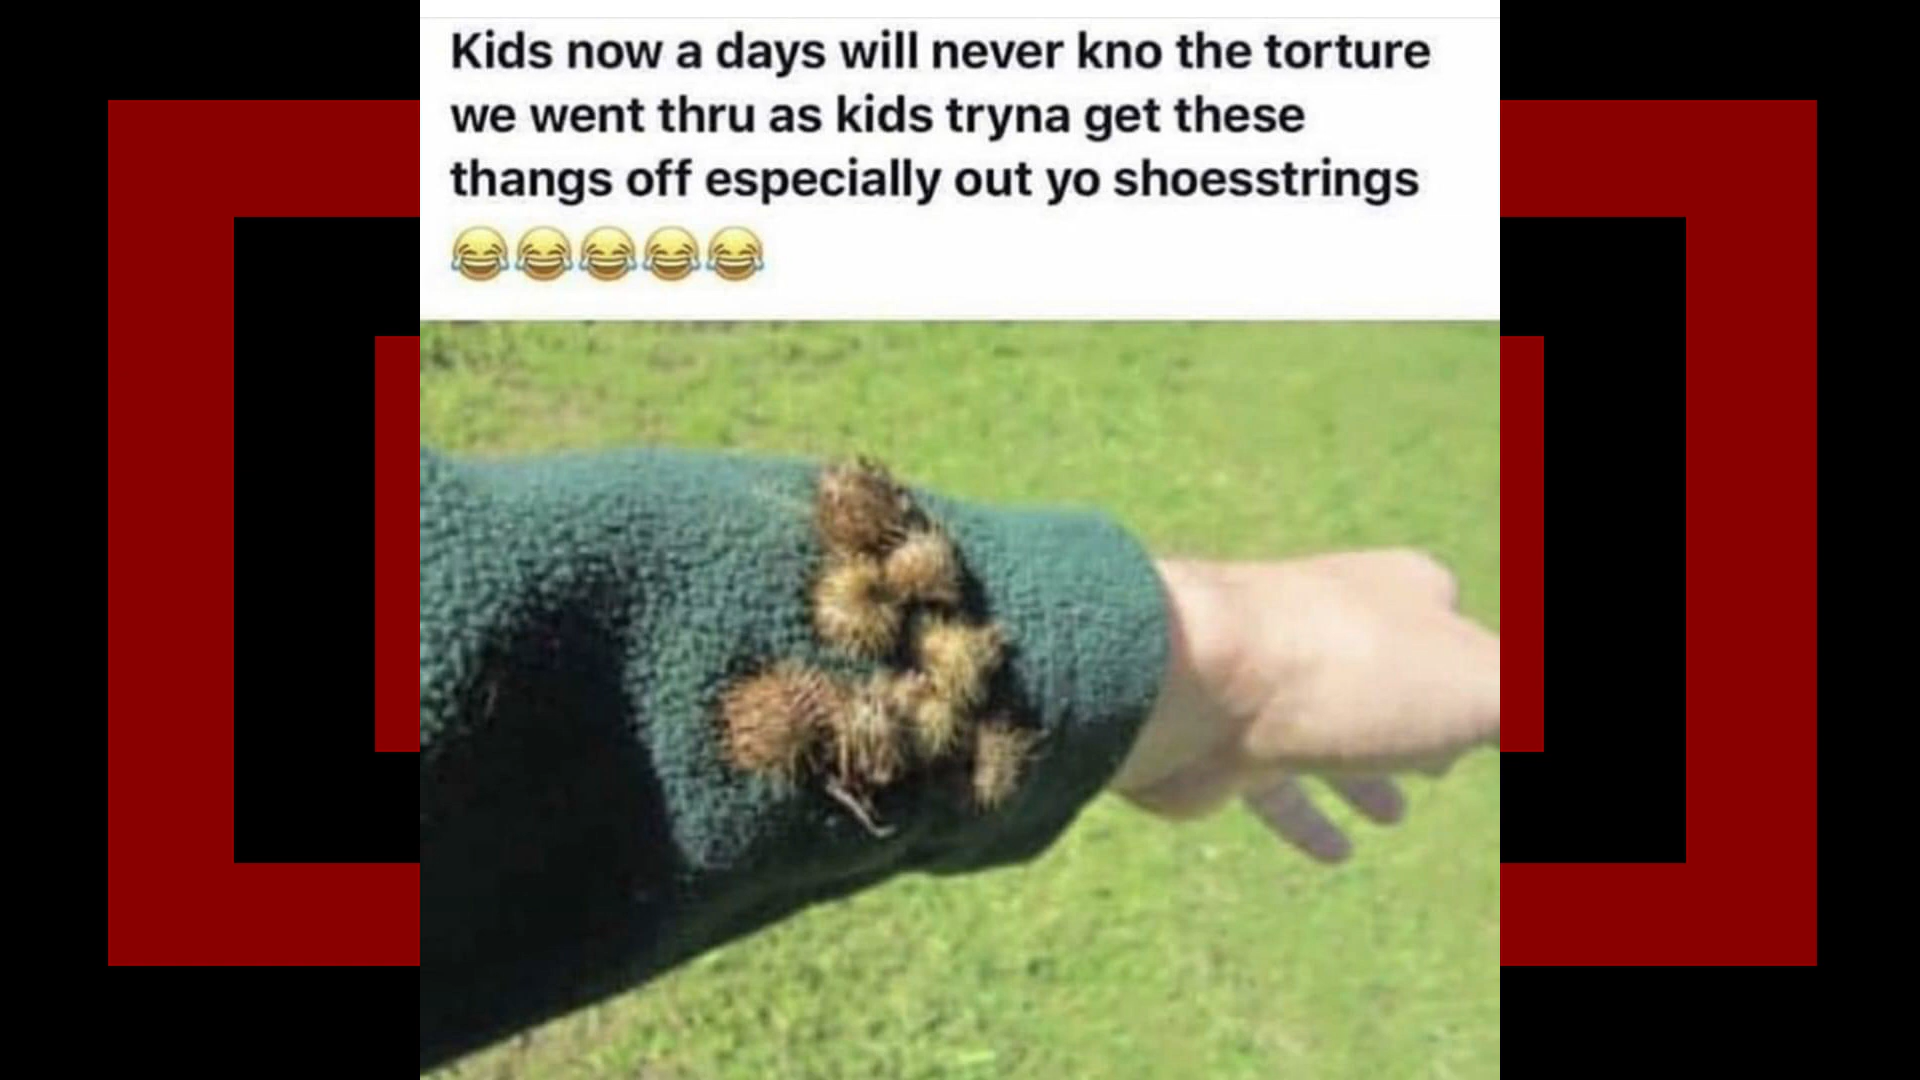 Kids now a days will never kno the torture
we went thru as kids tryna get these
thangs off especially out yo shoesstrings
😂😂😂😂😂